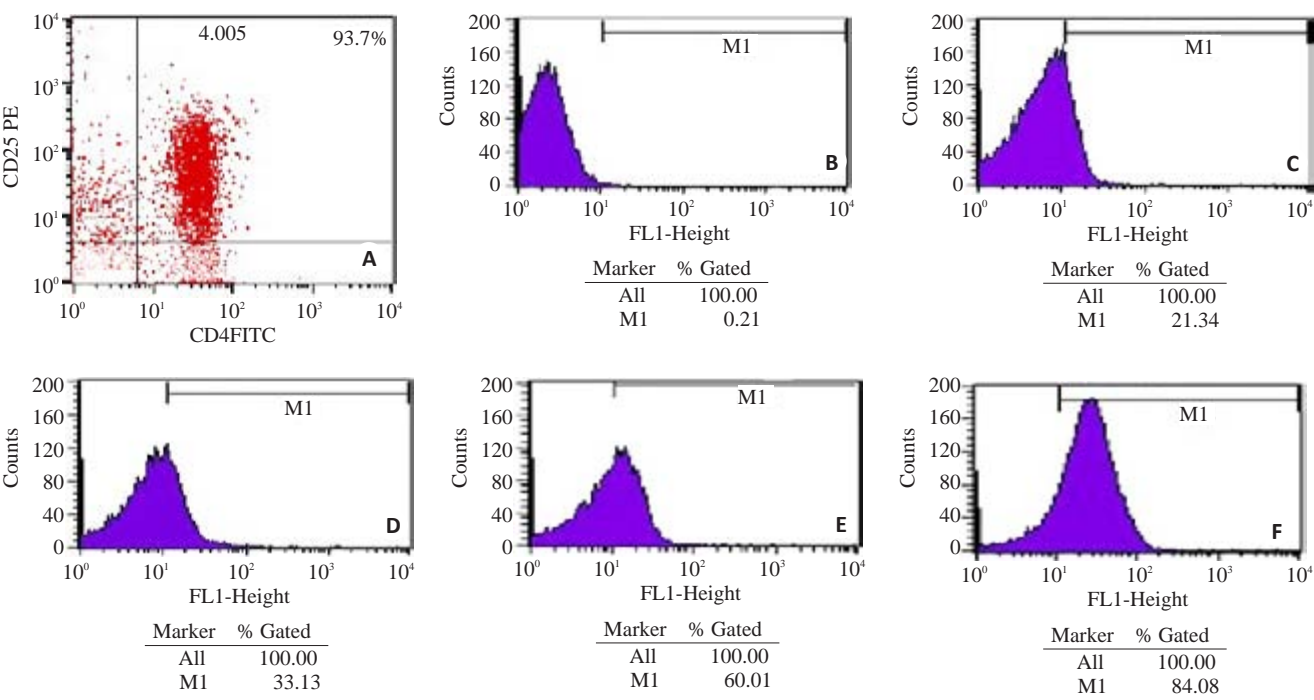 4.005
93.7%
10⁴
10³
10²
10¹
10⁰
CD25 PE
A
10⁰ 10¹ 10² 10³ 10⁴
CD4FITC
200
160
120
80
40
0
Counts
M1
B
10⁰ 10¹ 10² 10³ 10⁴
FL1-Height
Marker % Gated
All 100.00
M1 0.21
200
160
120
80
40
0
Counts
M1
C
10⁰ 10¹ 10² 10³ 10⁴
FL1-Height
Marker % Gated
All 100.00
M1 21.34
200
160
120
80
40
0
Counts
M1
D
10⁰ 10¹ 10² 10³ 10⁴
FL1-Height
Marker % Gated
All 100.00
M1 33.13
200
160
120
80
40
0
Counts
M1
E
10⁰ 10¹ 10² 10³ 10⁴
FL1-Height
Marker % Gated
All 100.00
M1 60.01
200
160
120
80
40
0
Counts
M1
F
10⁰ 10¹ 10² 10³ 10⁴
FL1-Height
Marker % Gated
All 100.00
M1 84.08